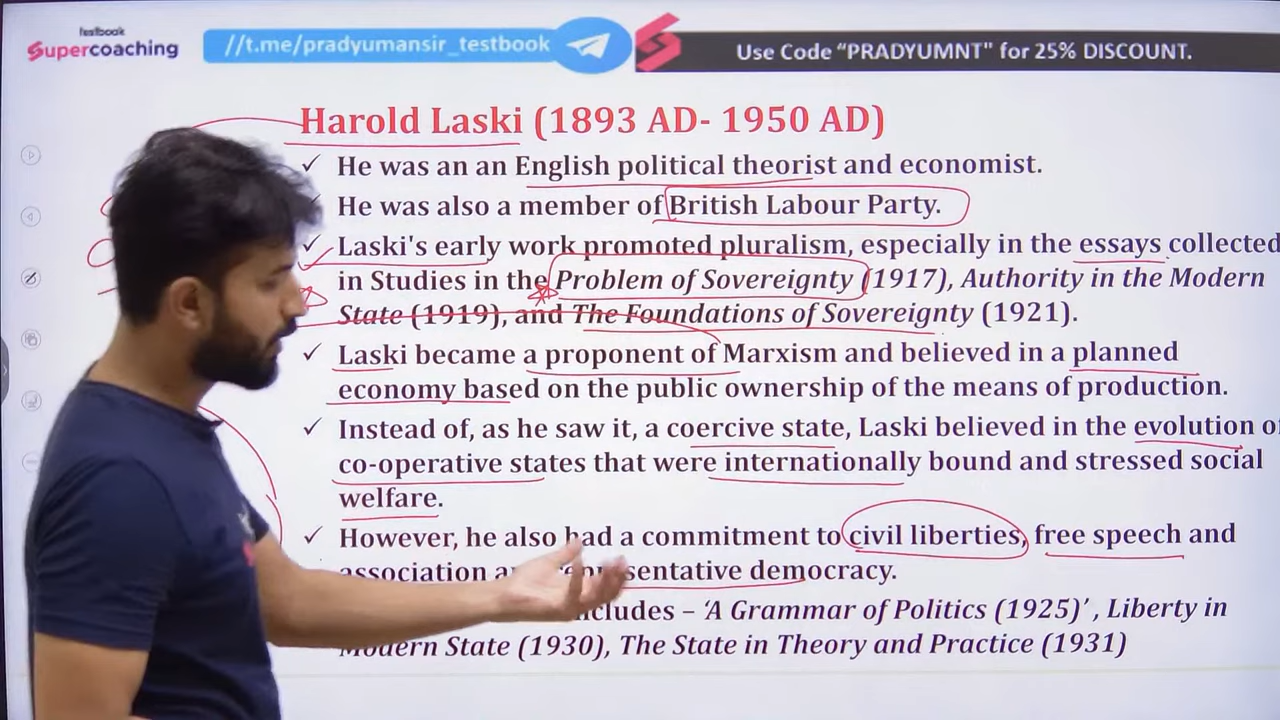 testbook
Supercoaching
//t.me/pradyumansir_testbook
Use Code “PRADYUMNT" for 25% DISCOUNT.
Harold Laski (1893 AD- 1950 AD)
✓ He was an an English political theorist and economist.
✓ He was also a member of British Labour Party.
✓ Laski's early work promoted pluralism, especially in the essays collected
in Studies in the Problem of Sovereignty (1917), Authority in the Modern
State (1919), and The Foundations of Sovereignty (1921).
✓ Laski became a proponent of Marxism and believed in a planned
economy based on the public ownership of the means of production.
✓ Instead of, as he saw it, a coercive state, Laski believed in the evolution of
co-operative states that were internationally bound and stressed social
welfare.
✓ However, he also had a commitment to civil liberties, free speech and
association democracy.
– ‘A Grammar of Politics (1925)’ , Liberty in
Modern State (1930), The State in Theory and Practice (1931)